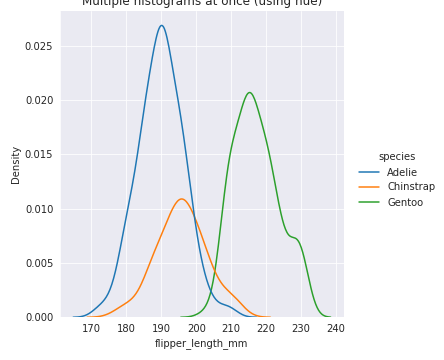 Multiple histograms at once (using hue)
0.025
0.020
0.015
0.010
0.005
0.000
Density
170 180 190 200 210 220 230 240
flipper_length_mm
species
Adelie
Chinstrap
Gentoo